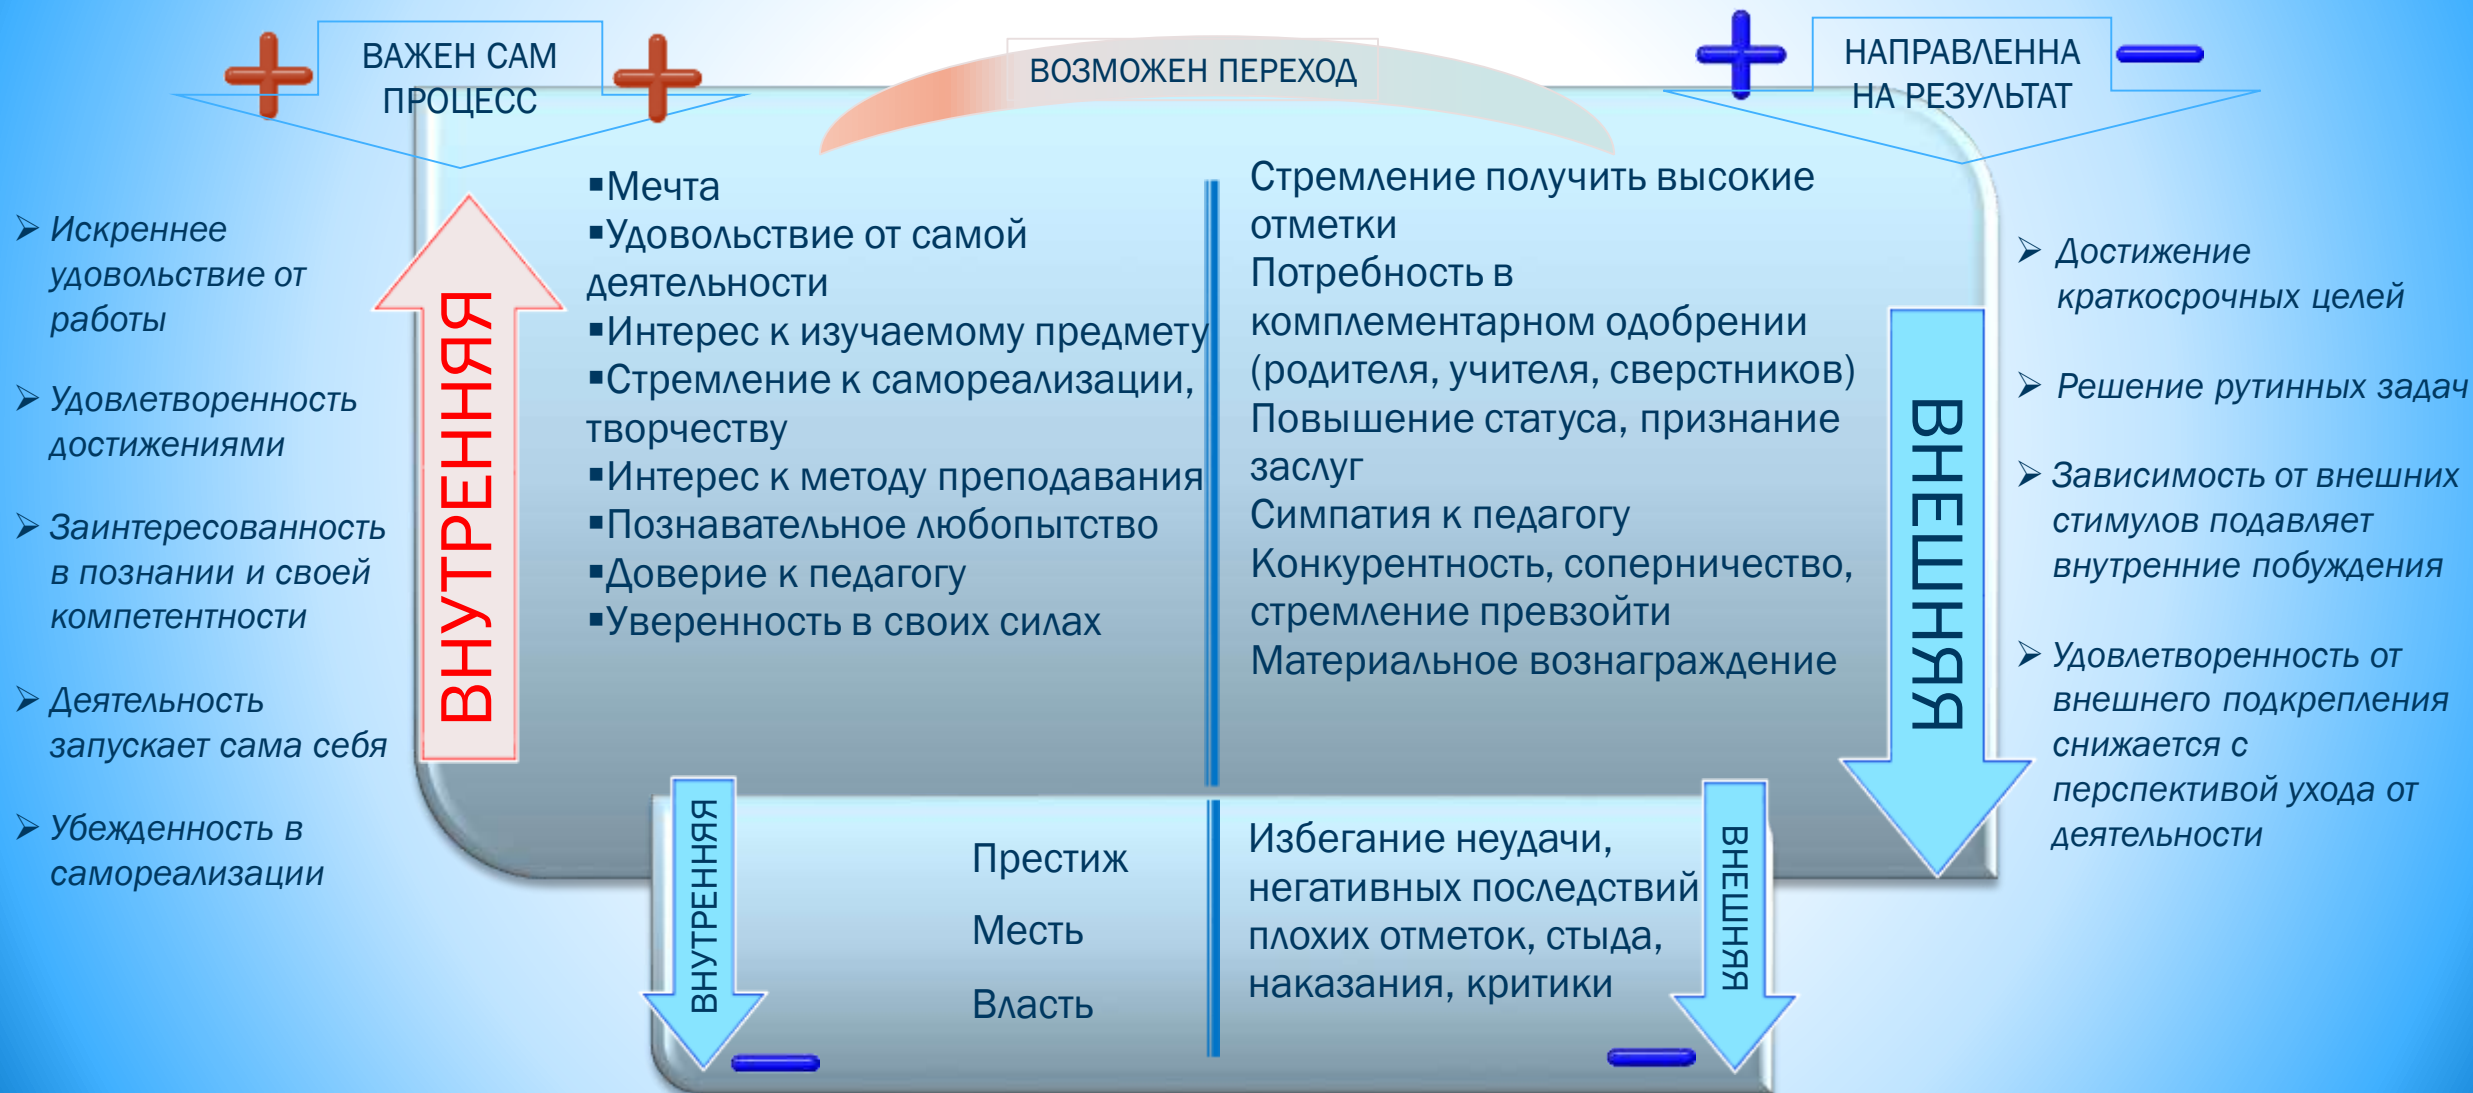 ВАЖЕН САМ
ПРОЦЕСС
ВОЗМОЖЕН ПЕРЕХОД
НАПРАВЛЕННА
НА РЕЗУЛЬТАТ
➢ Искреннее
удовольствие от
работы
➢ Удовлетворенность
достижениями
➢ Заинтересованность
в познании и своей
компетентности
➢ Деятельность
запускает сама себя
➢ Убежденность в
самореализации
ВНУТРЕННЯЯ
▪Мечта
▪Удовольствие от самой
деятельности
▪Интерес к изучаемому предмету
▪Стремление к самореализации,
творчеству
▪Интерес к методу преподавания
▪Познавательное любопытство
▪Доверие к педагогу
▪Уверенность в своих силах
Стремление получить высокие
отметки
Потребность в
комплементарном одобрении
(родителя, учителя, сверстников)
Повышение статуса, признание
заслуг
Симпатия к педагогу
Конкурентность, соперничество,
стремление превзойти
Материальное вознаграждение
ВНЕШНЯЯ
➢ Достижение
краткосрочных целей
➢ Решение рутинных задач
➢ Зависимость от внешних
стимулов подавляет
внутренние побуждения
➢ Удовлетворенность от
внешнего подкрепления
снижается с
перспективой ухода от
деятельности
ВНУТРЕННЯЯ
Престиж
Месть
Власть
Избегание неудачи,
негативных последствий
плохих отметок, стыда,
наказания, критики
ВНЕШНЯЯ